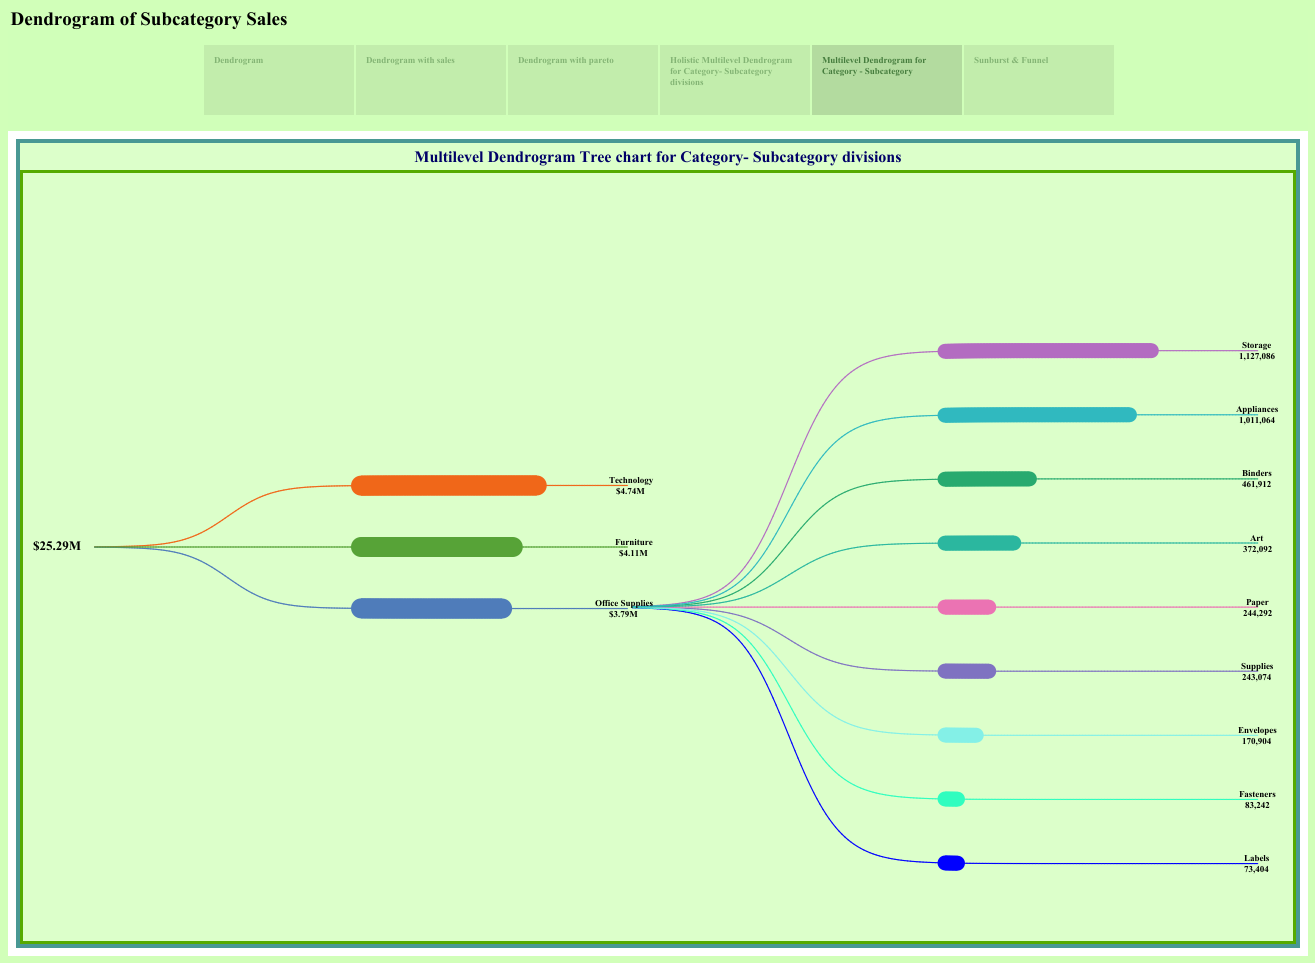 Dendrogram of Subcategory Sales
Dendrogram
Dendrogram with sales
Dendrogram with pareto
Holistic Multilevel Dendrogram
for Category- Subcategory
divisions
Multilevel Dendrogram for
Category - Subcategory
Sunburst & Funnel
Multilevel Dendrogram Tree chart for Category- Subcategory divisions
$25.29M
Technology
$4.74M
Furniture
$4.11M
Office Supplies
$3.79M
Storage
1,127,086
Appliances
1,011,064
Binders
461,912
Art
372,092
Paper
244,292
Supplies
243,074
Envelopes
170,904
Fasteners
83,242
Labels
73,404